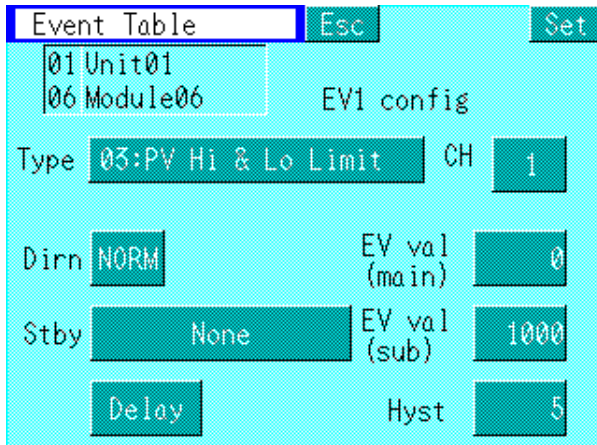 Event Table Esc Set
01 Unit01
06 Module06
EV1 config
Type 03:PV Hi & Lo Limit CH 1
Dirn NORM EV val (main) 0
Stby None EV val (sub) 1000
Delay Hyst 5